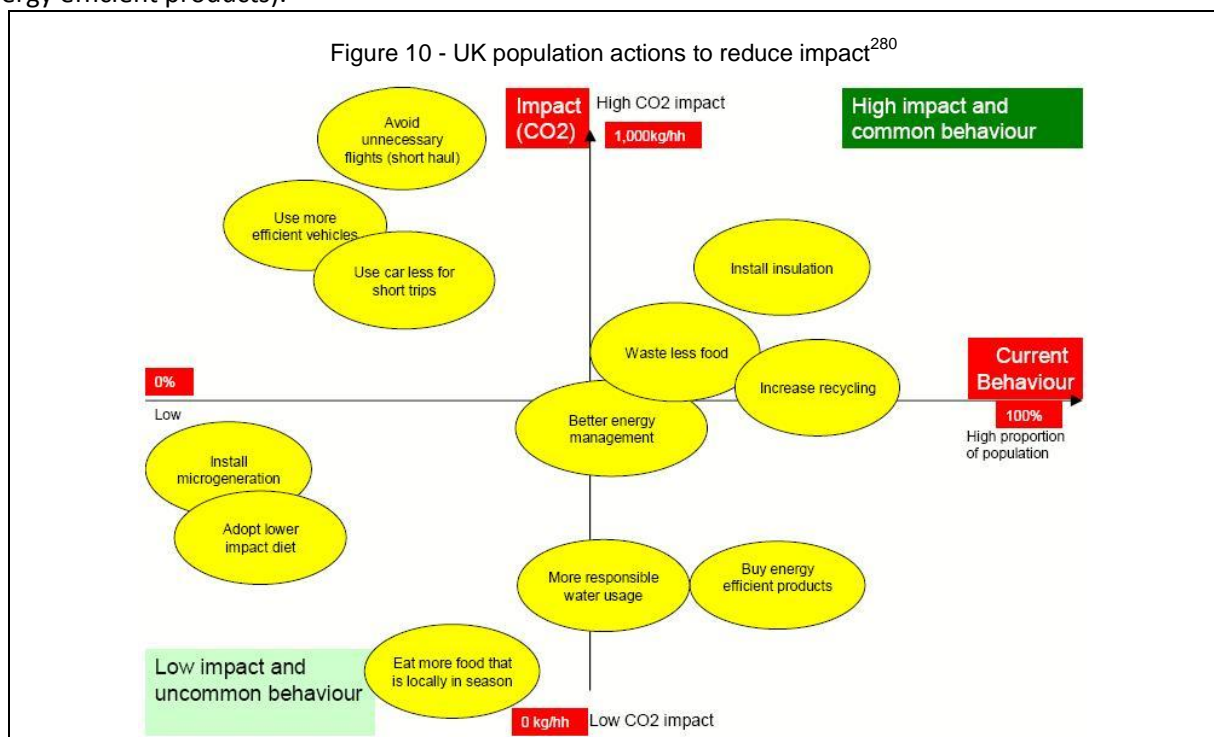 ergy efficient products).
Figure 10 - UK population actions to reduce impact280
Impact
(CO2)
High CO2 impact
1,000kg/hh
High impact and
common behaviour
Avoid
unnecessary
flights (short haul)
Use more
efficient vehicles
Use car less for
short trips
Install insulation
Waste less food
Increase recycling
Current
Behaviour
0%
Low
100%
High proportion
of population
Better energy
management
Install
microgeneration
Adopt lower
impact diet
More responsible
water usage
Buy energy
efficient products
Low impact and
uncommon behaviour
Eat more food that
is locally in season
0 kg/hh
Low CO2 impact